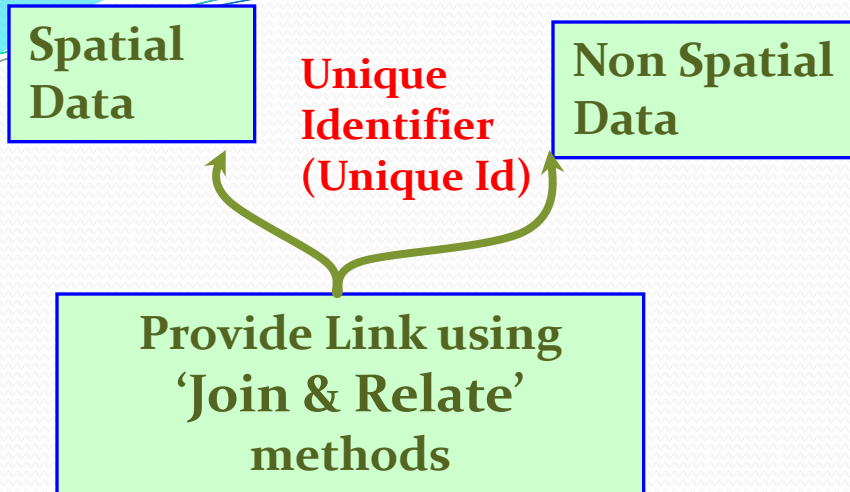 Spatial
Data
Unique
Identifier
(Unique Id)
Non Spatial
Data
Provide Link using
‘Join & Relate’
methods